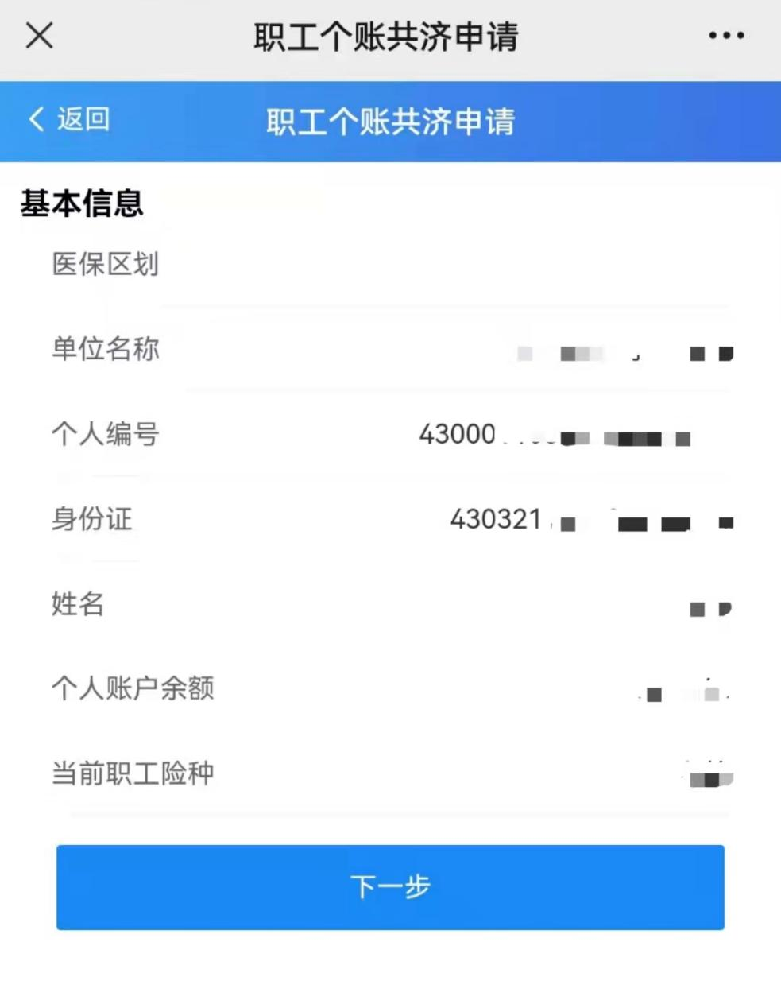 职工个账共济申请
返回
职工个账共济申请
基本信息
医保区划
单位名称
个人编号 43000
身份证 430321
姓名
个人账户余额
当前职工险种
下一步